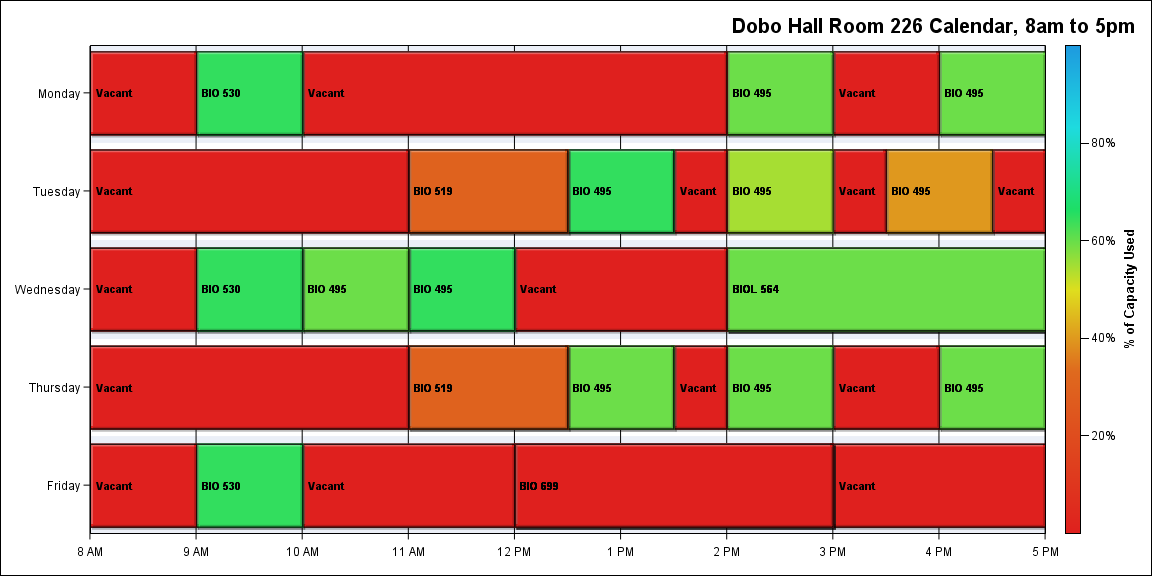 Dobo Hall Room 226 Calendar, 8am to 5pm
Monday
Vacant
BIO 530
Vacant
BIO 495
Vacant
BIO 495
Tuesday
Vacant
BIO 519
BIO 495
Vacant
BIO 495
Vacant
BIO 495
Vacant
Wednesday
Vacant
BIO 530
BIO 495
BIO 495
Vacant
BIOL 564
Thursday
Vacant
BIO 519
BIO 495
Vacant
BIO 495
Vacant
BIO 495
Friday
Vacant
BIO 530
Vacant
BIO 699
Vacant
8 AM
9 AM
10 AM
11 AM
12 PM
1 PM
2 PM
3 PM
4 PM
5 PM
80%
60%
40%
20%
% of Capacity Used